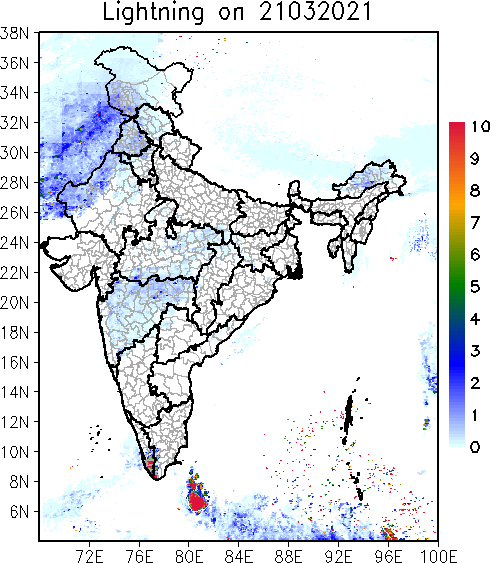 Lightning on 21032021
38N
36N
34N
32N
30N
28N
26N
24N
22N
20N
18N
16N
14N
12N
10N
8N
6N
72E 76E 80E 84E 88E 92E 96E 100E
10
9
8
7
6
5
4
3
2
1
0